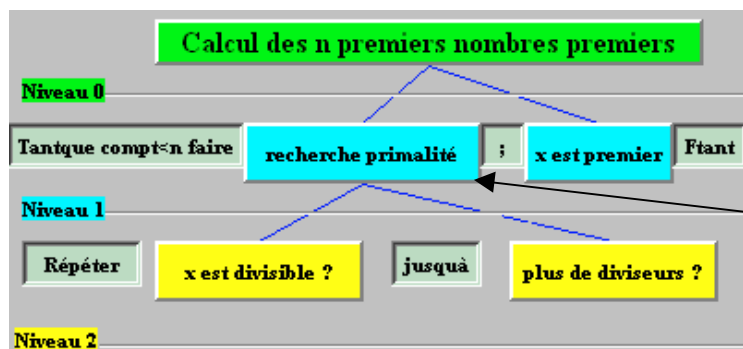 Calcul des n premiers nombres premiers
Niveau 0
Tantque compt<n faire recherche primalité ; x est premier Ftant
Niveau 1
Répéter x est divisible ? jusquà plus de diviseurs ?
Niveau 2